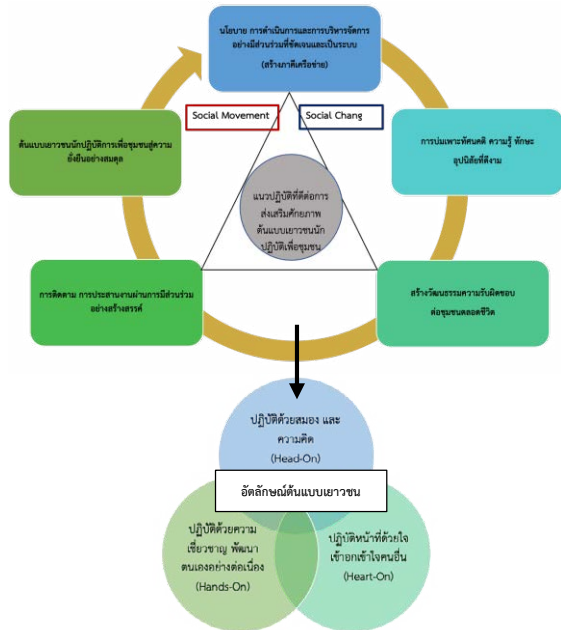 นโยบาย การดำเนินการและการบริหารจัดการ
อย่างมีส่วนร่วมที่ชัดเจนและเป็นระบบ
(สร้างภาคีเครือข่าย)
Social Movement
Social Chang
ต้นแบบเยาวชนนักปฏิบัติการเพื่อชุมชนสู่ความ
ยั่งยืนอย่างสมดุล
การบ่มเพาะทัศนคติ ความรู้ ทักษะ
อุปนิสัยที่ดีงาม
แนวปฏิบัติที่ดีต่อการ
ส่งเสริมศักยภาพ
ต้นแบบเยาวชนนัก
ปฏิบัติเพื่อชุมชน
การติดตาม การประสานงานผ่านการมีส่วนร่วม
อย่างสร้างสรรค์
สร้างวัฒนธรรมความรับผิดชอบ
ต่อชุมชนตลอดชีวิต
ปฏิบัติด้วยสมอง และ
ความคิด
(Head-On)
อัตลักษณ์ต้นแบบเยาวชน
ปฏิบัติด้วยความ
เชี่ยวชาญ พัฒนา
ตนเองอย่างต่อเนื่อง
(Hands-On)
ปฏิบัติหน้าที่ด้วยใจ
เข้าอกเข้าใจคนอื่น
(Heart-On)